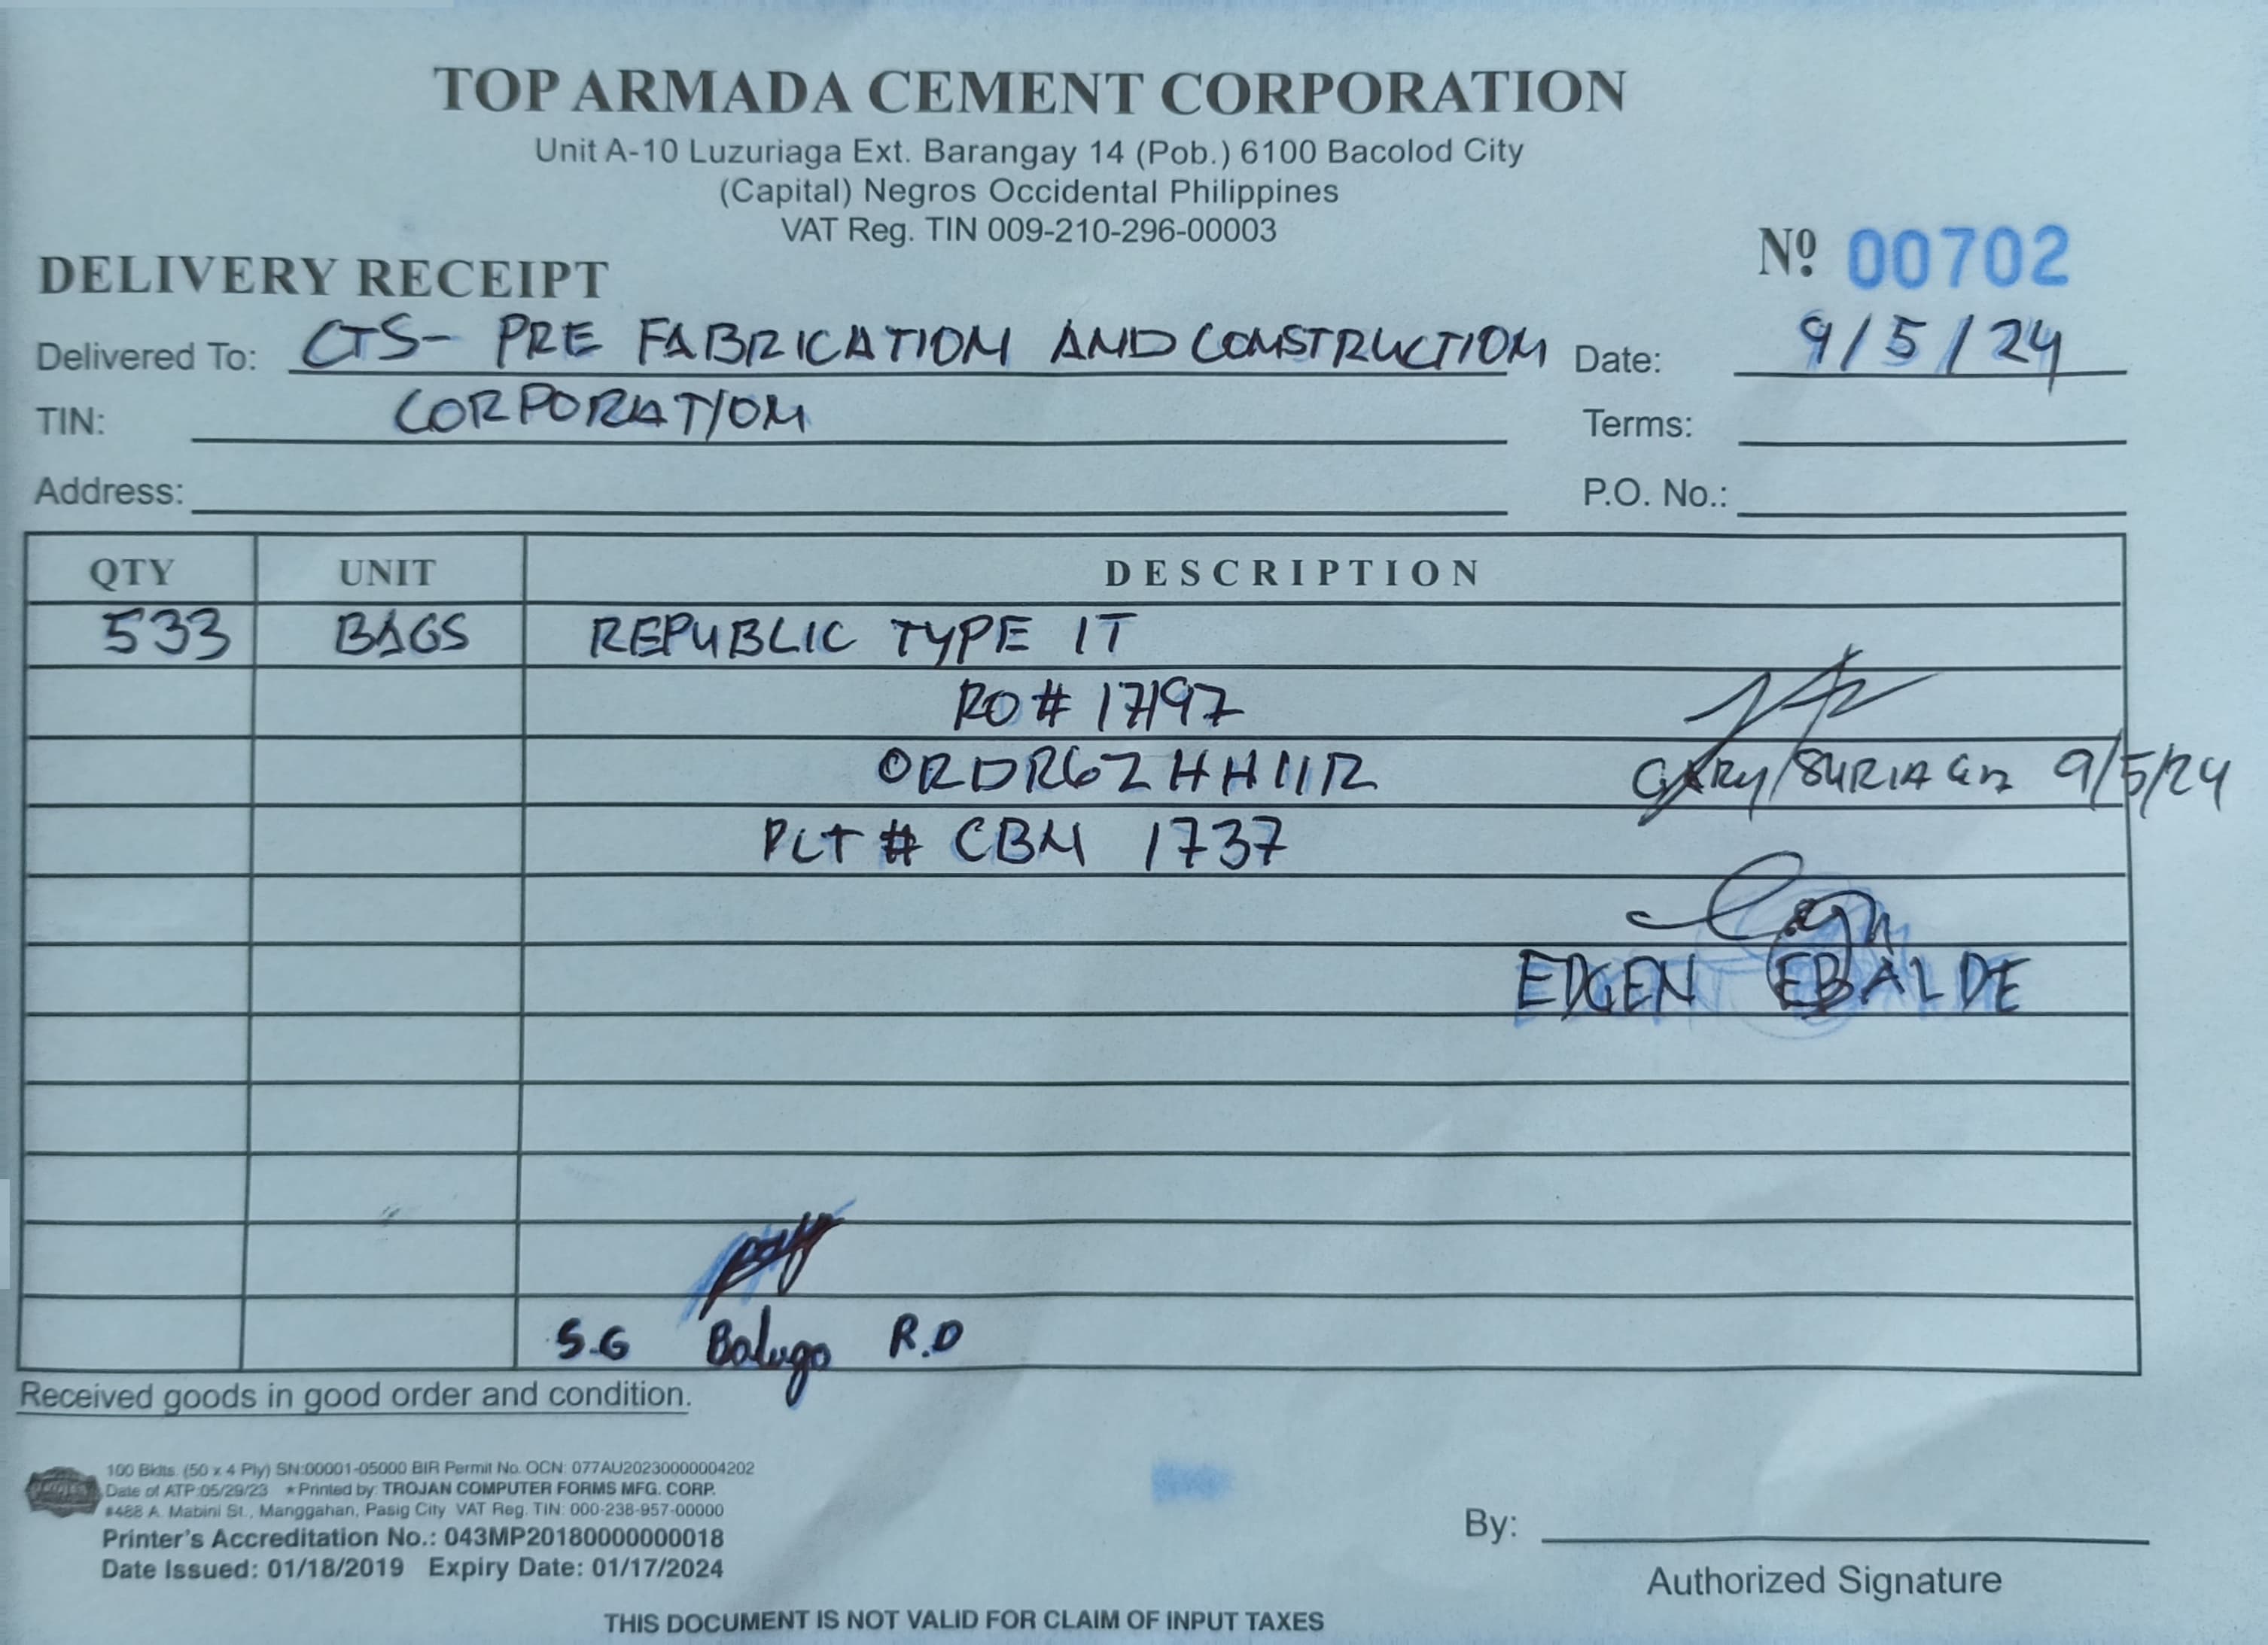 TOP ARMADA CEMENT CORPORATION
Unit A-10 Luzuriaga Ext. Barangay 14 (Pob.) 6100 Bacolod City
(Capital) Negros Occidental Philippines
VAT Reg. TIN 009-210-296-00003
Nº 00702
DELIVERY RECEIPT
Delivered To: CTS- PRE FABRICATION AND CONSTRUCTION Date: 9/5/24
TIN: CORPORATION Terms:
Address: P.O. No.:
QTY UNIT DESCRIPTION
533 BAGS REPUBLIC TYPE 1T
RO # 17197
GARY 9/5/24
PLT # CBM 1737
EDGEN EBALDE
S.G Balugo R.D
Received goods in good order and condition.
100 Bklts. (50 x 4 Ply) SN:00001-05000 BIR Permit No. OCN: 077AU20230000004202
Date of ATP:05/29/23 ★Printed by: TROJAN COMPUTER FORMS MFG. CORP.
#488 A. Mabini St., Manggahan, Pasig City VAT Reg. TIN: 000-238-957-00000
Printer's Accreditation No.: 043MP20180000000018
Date Issued: 01/18/2019 Expiry Date: 01/17/2024
By:
Authorized Signature
THIS DOCUMENT IS NOT VALID FOR CLAIM OF INPUT TAXES